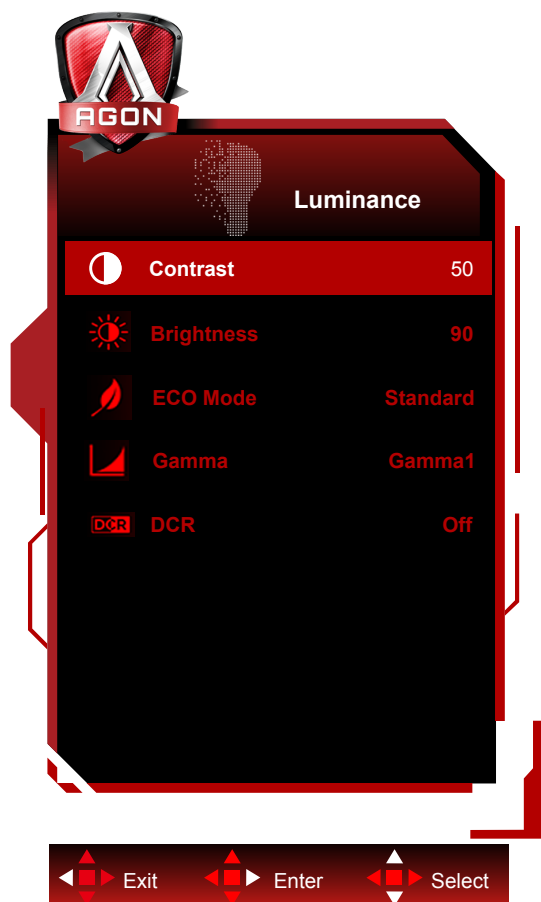 AGON
Luminance
Contrast 50
Brightness 90
ECO Mode Standard
Gamma Gamma1
DCR DCR Off
Exit Enter Select